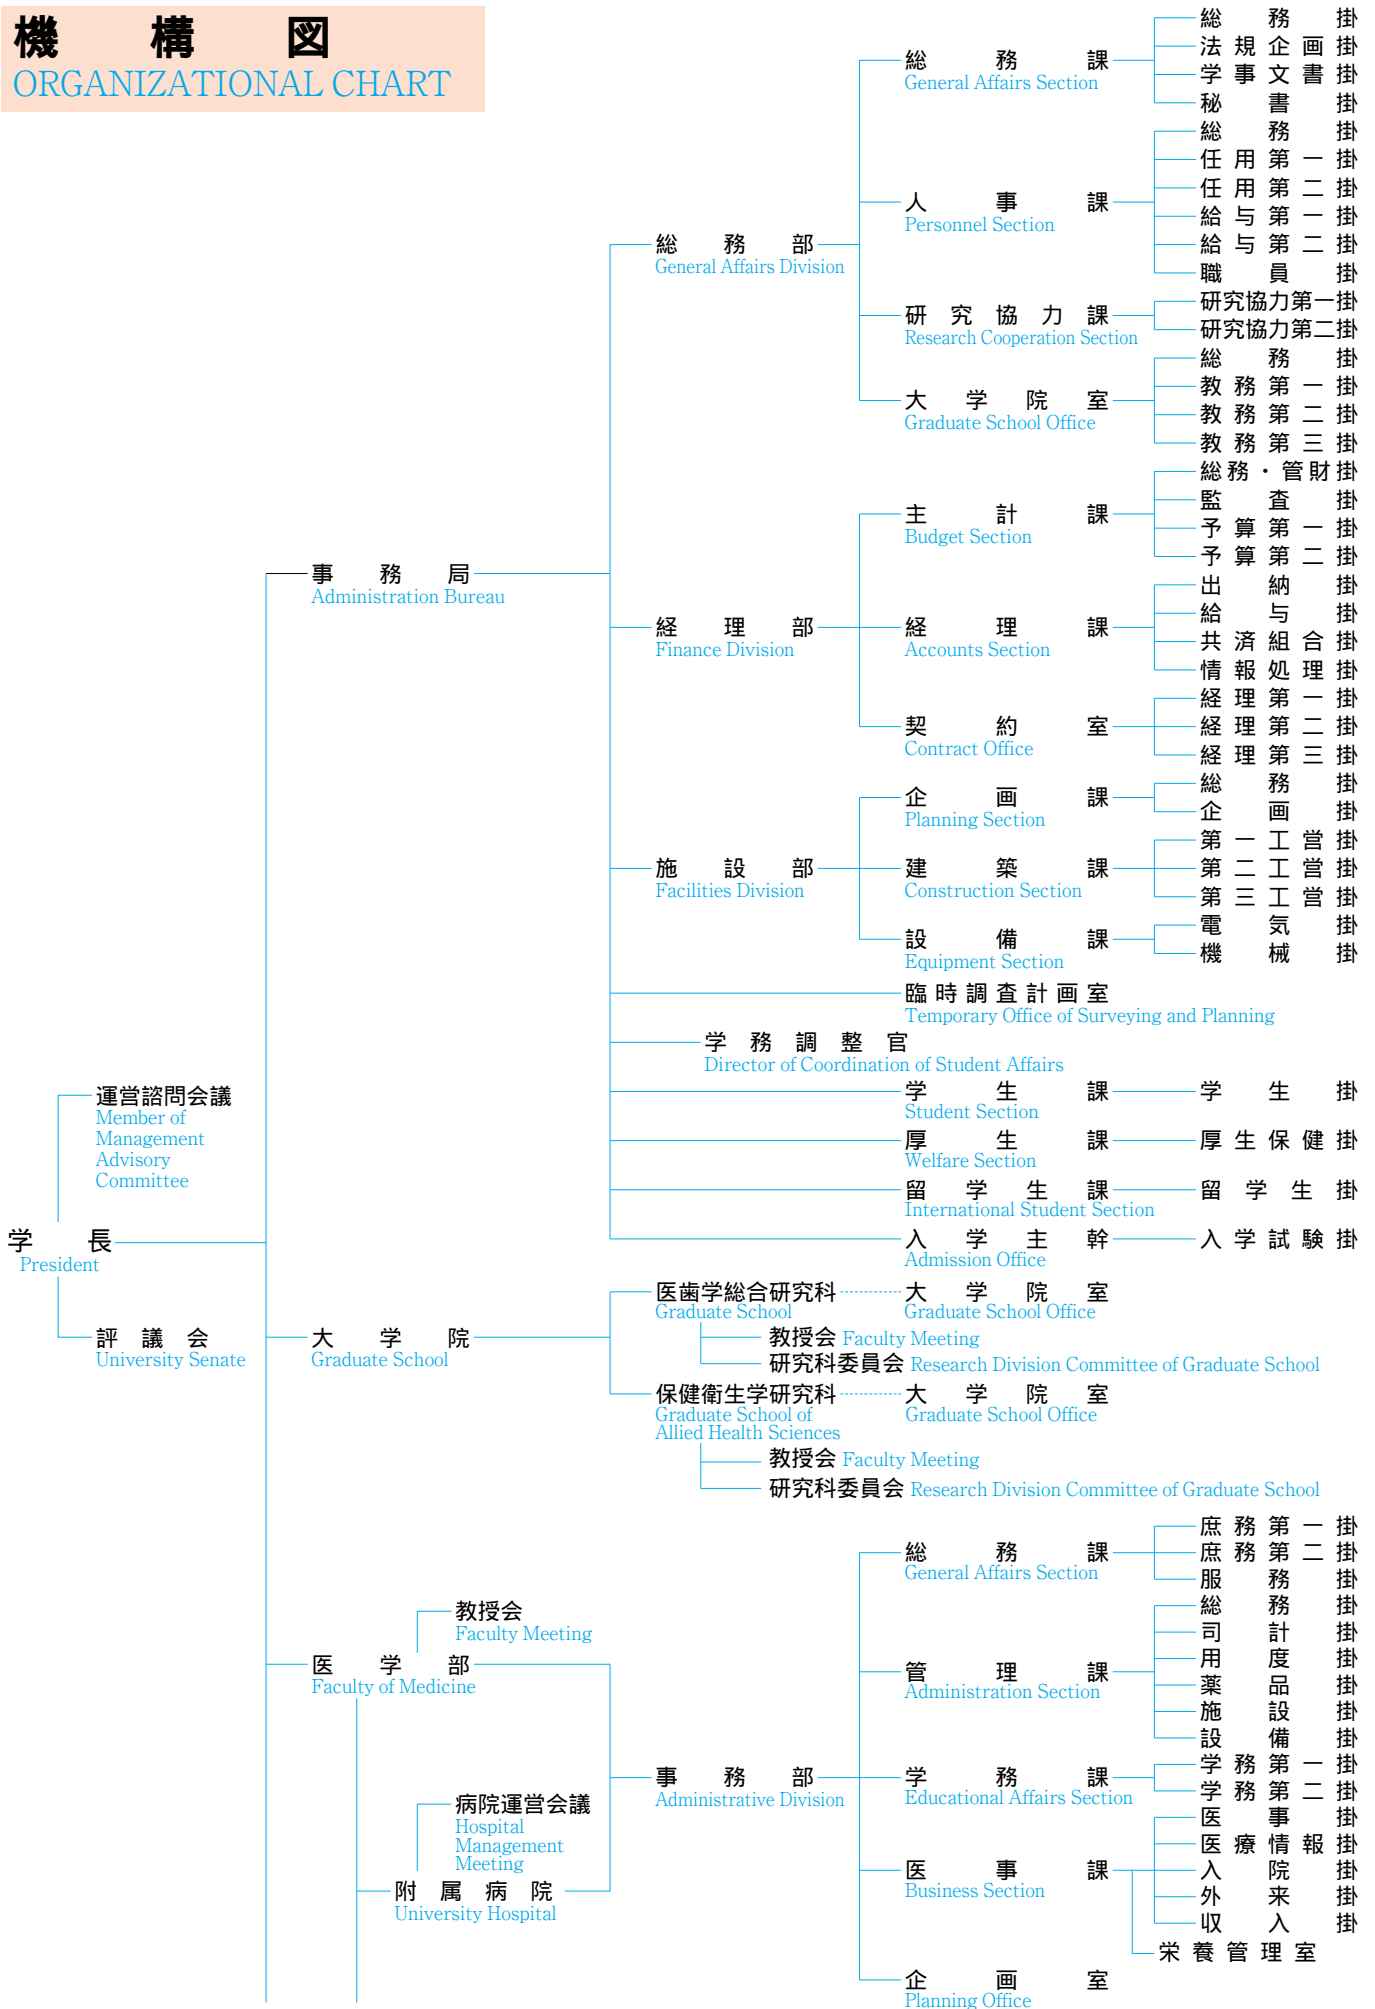 機構図
ORGANIZATIONAL CHART
学長
President
運営諮問会議
Member of
Management
Advisory
Committee
評議会
University Senate
事務局
Administration Bureau
総務部
General Affairs Division
総務課
General Affairs Section
総務掛
法規企画掛
学事文書掛
秘書掛
人事課
Personnel Section
総務掛
任用第一掛
任用第二掛
給与第一掛
給与第二掛
職員掛
研究協力課
Research Cooperation Section
研究協力第一掛
研究協力第二掛
大学院室
Graduate School Office
総務掛
教務第一掛
教務第二掛
教務第三掛
経理部
Finance Division
主計課
Budget Section
総務・管財掛
監査掛
予算第一掛
予算第二掛
経理課
Accounts Section
出納掛
給与掛
共済組合掛
情報処理掛
契約室
Contract Office
経理第一掛
経理第二掛
経理第三掛
施設部
Facilities Division
企画課
Planning Section
総務掛
企画掛
建築課
Construction Section
第一工営掛
第二工営掛
第三工営掛
設備課
Equipment Section
電気掛
機械掛
臨時調査計画室
Temporary Office of Surveying and Planning
学務調整官
Director of Coordination of Student Affairs
学生課
Student Section
学生掛
厚生課
Welfare Section
厚生保健掛
留学生課
International Student Section
留学生掛
入学主幹
Admission Office
入学試験掛
大学院
Graduate School
医歯学総合研究科
Graduate School
大学院室
Graduate School Office
教授会 Faculty Meeting
研究科委員会 Research Division Committee of Graduate School
保健衛生学研究科
Graduate School of
Allied Health Sciences
大学院室
Graduate School Office
教授会 Faculty Meeting
研究科委員会 Research Division Committee of Graduate School
医学部
Faculty of Medicine
教授会
Faculty Meeting
附属病院
University Hospital
病院運営会議
Hospital
Management
Meeting
事務部
Administrative Division
総務課
General Affairs Section
庶務第一掛
庶務第二掛
服務掛
管理課
Administration Section
総務掛
司計掛
用度掛
薬品掛
施設掛
設備掛
学務課
Educational Affairs Section
学務第一掛
学務第二掛
医事課
Business Section
医事掛
医療情報掛
入院掛
外来掛
収入掛
栄養管理室
企画室
Planning Office